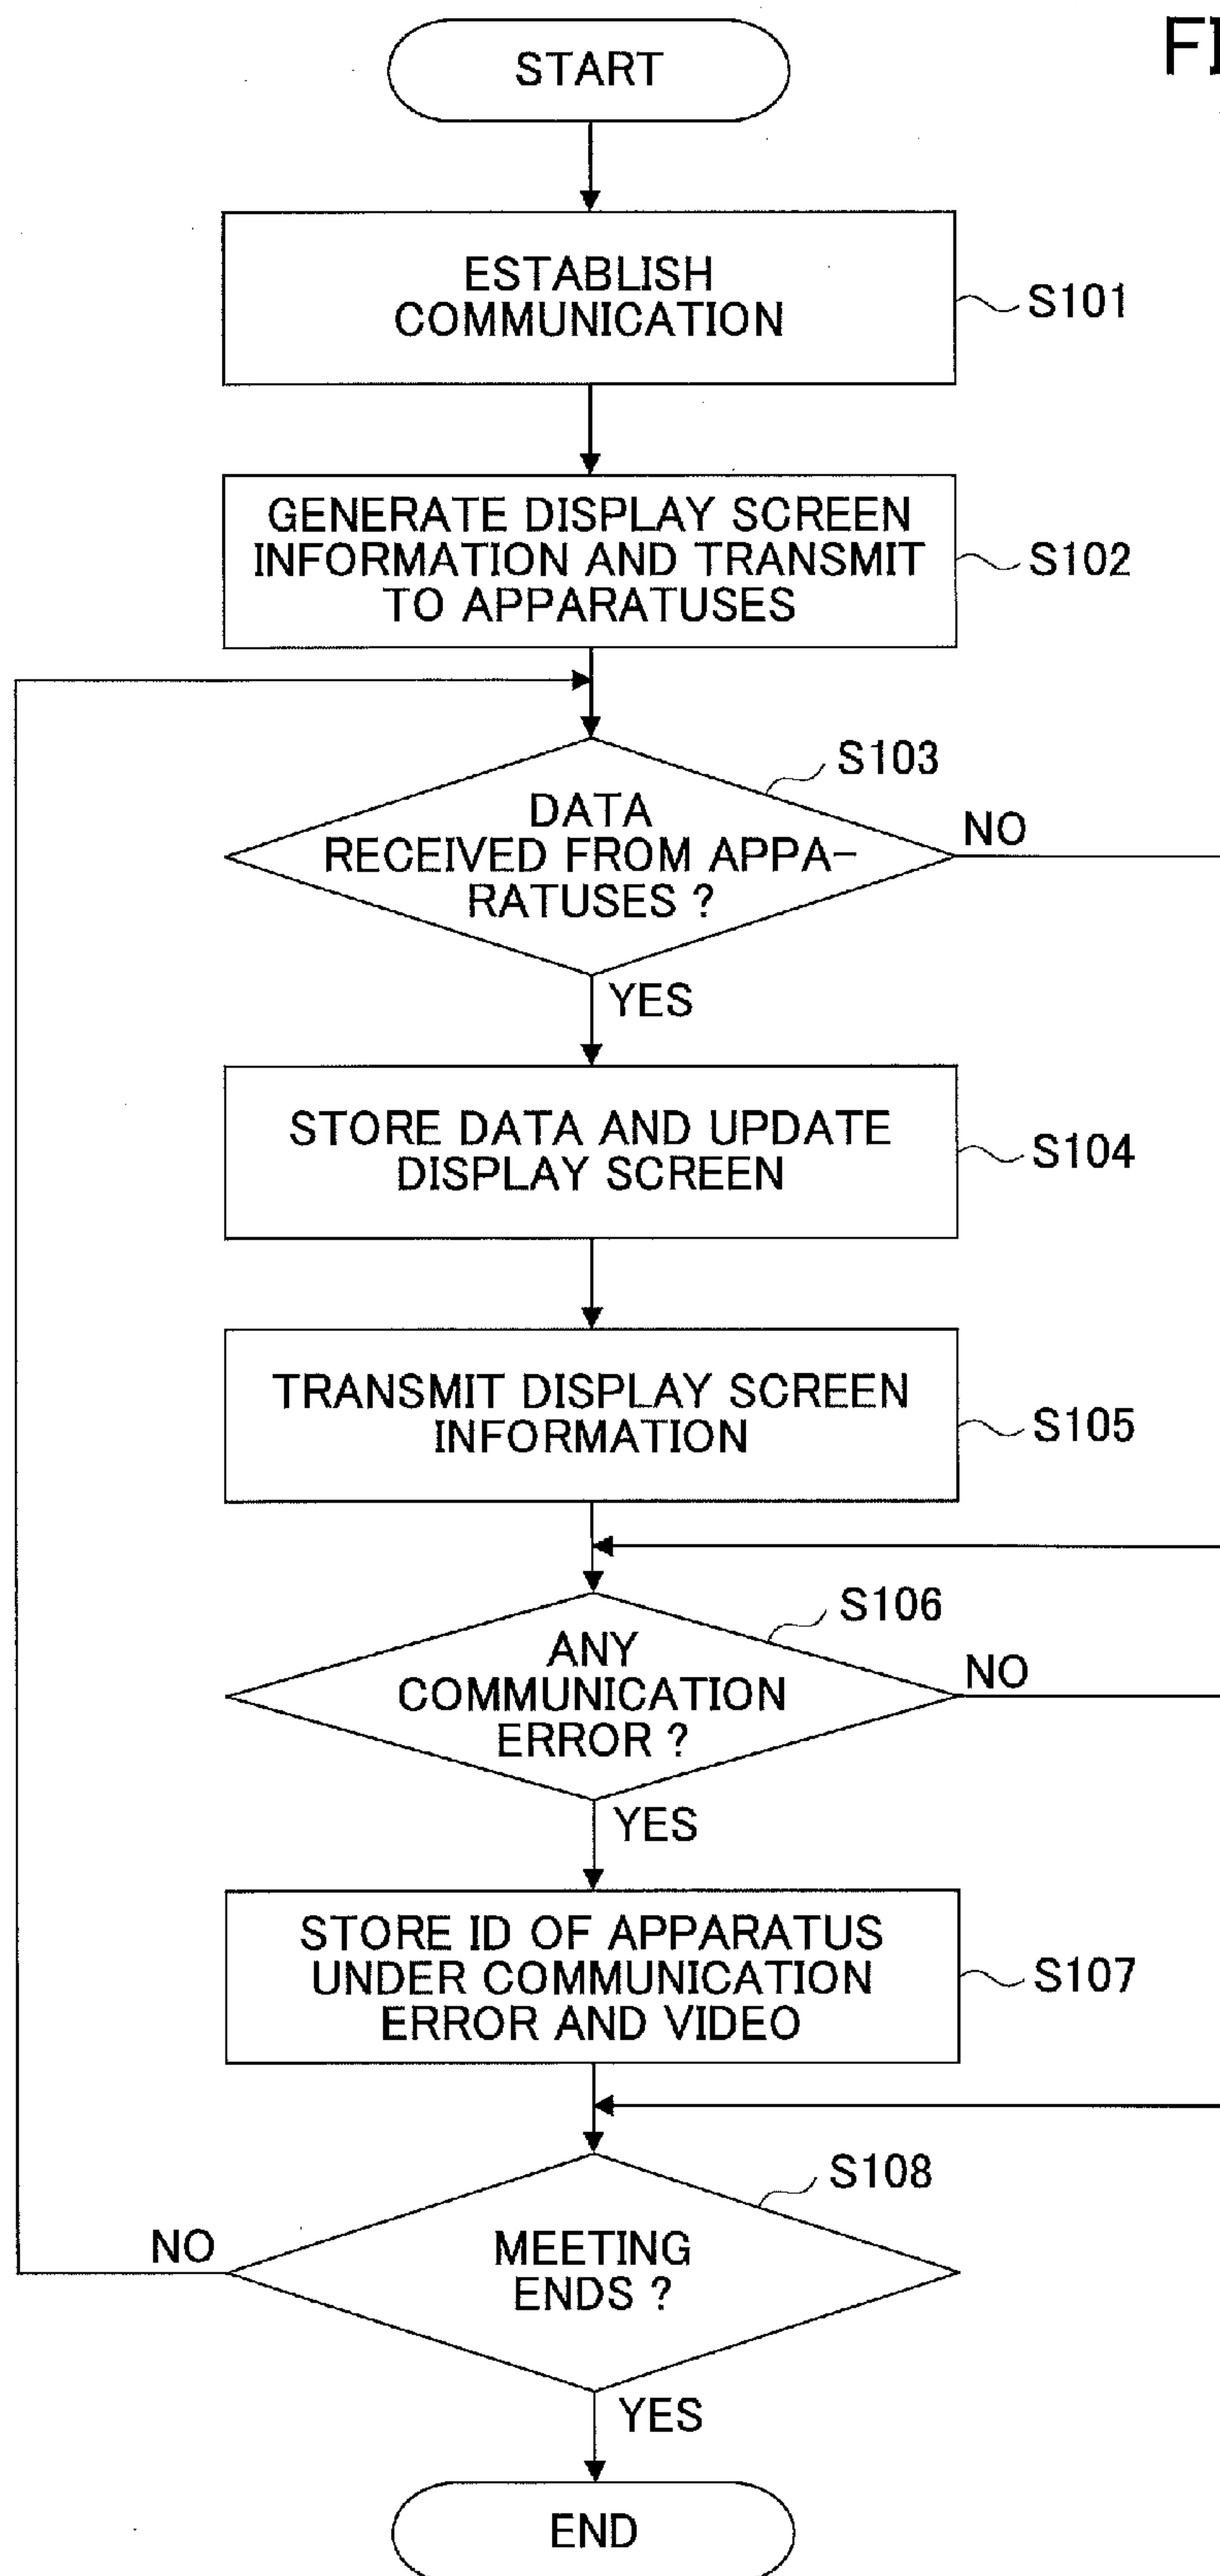 FI
START
ESTABLISH
COMMUNICATION
S101
GENERATE DISPLAY SCREEN
INFORMATION AND TRANSMIT
TO APPARATUSES
S102
S103
DATA
RECEIVED FROM APPA-
RATUSES ?
NO
YES
STORE DATA AND UPDATE
DISPLAY SCREEN
S104
TRANSMIT DISPLAY SCREEN
INFORMATION
S105
S106
ANY
COMMUNICATION
ERROR ?
NO
YES
STORE ID OF APPARATUS
UNDER COMMUNICATION
ERROR AND VIDEO
S107
S108
NO
MEETING
ENDS ?
YES
END